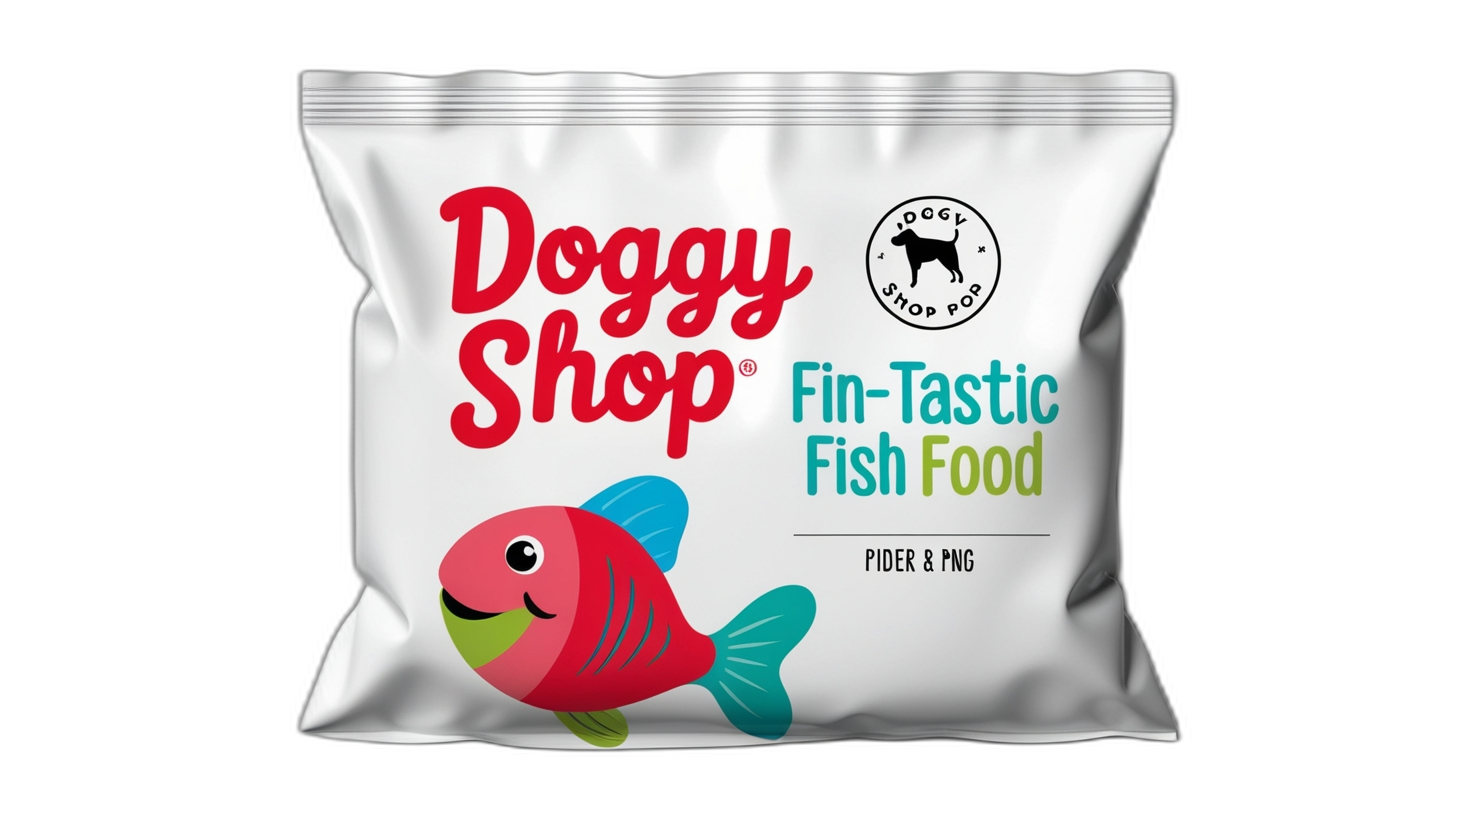 Doggy
Shop
DOGY
SHOP POP
Fin-Tastic
Fish Food
PIDER & PNG